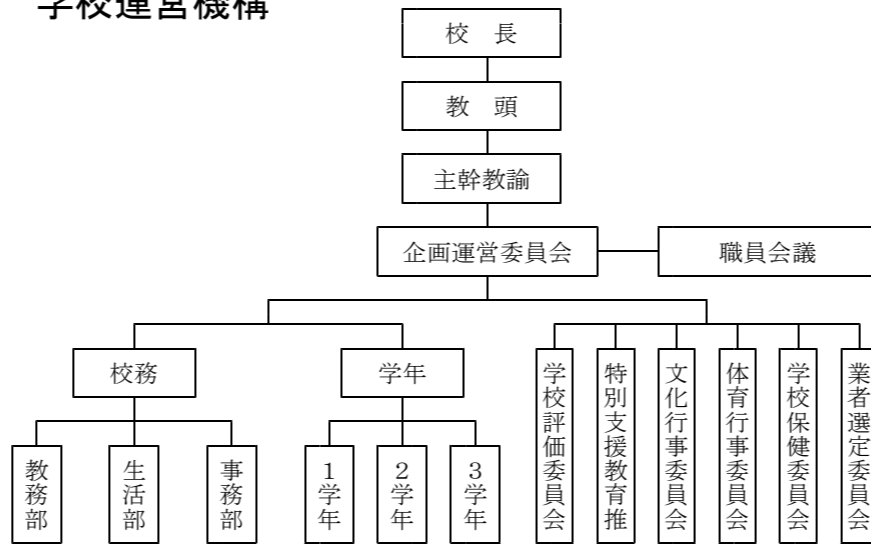 学校運営機構
校　長
教　頭
主幹教諭
企画運営委員会
職員会議
校務
学年
教務部
生活部
事務部
1学年
2学年
3学年
学校評価委員会
特別支援教育推
文化行事委員会
体育行事委員会
学校保健委員会
業者選定委員会